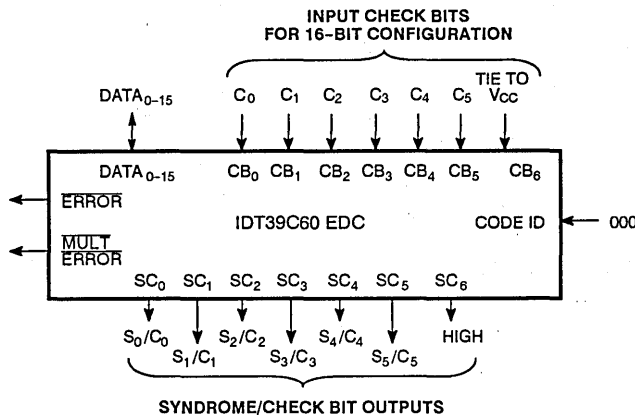 INPUT CHECK BITS
FOR 16-BIT CONFIGURATION
TIE TO
DATA0-15 C0 C1 C2 C3 C4 C5 VCC
DATA0-15 CB0 CB1 CB2 CB3 CB4 CB5 CB6
ERROR
IDT39C60 EDC CODE ID 000
MULT
ERROR
SC0 SC1 SC2 SC3 SC4 SC5 SC6
S0/C0 S2/C2 S4/C4 HIGH
S1/C1 S3/C3 S5/C5
SYNDROME/CHECK BIT OUTPUTS